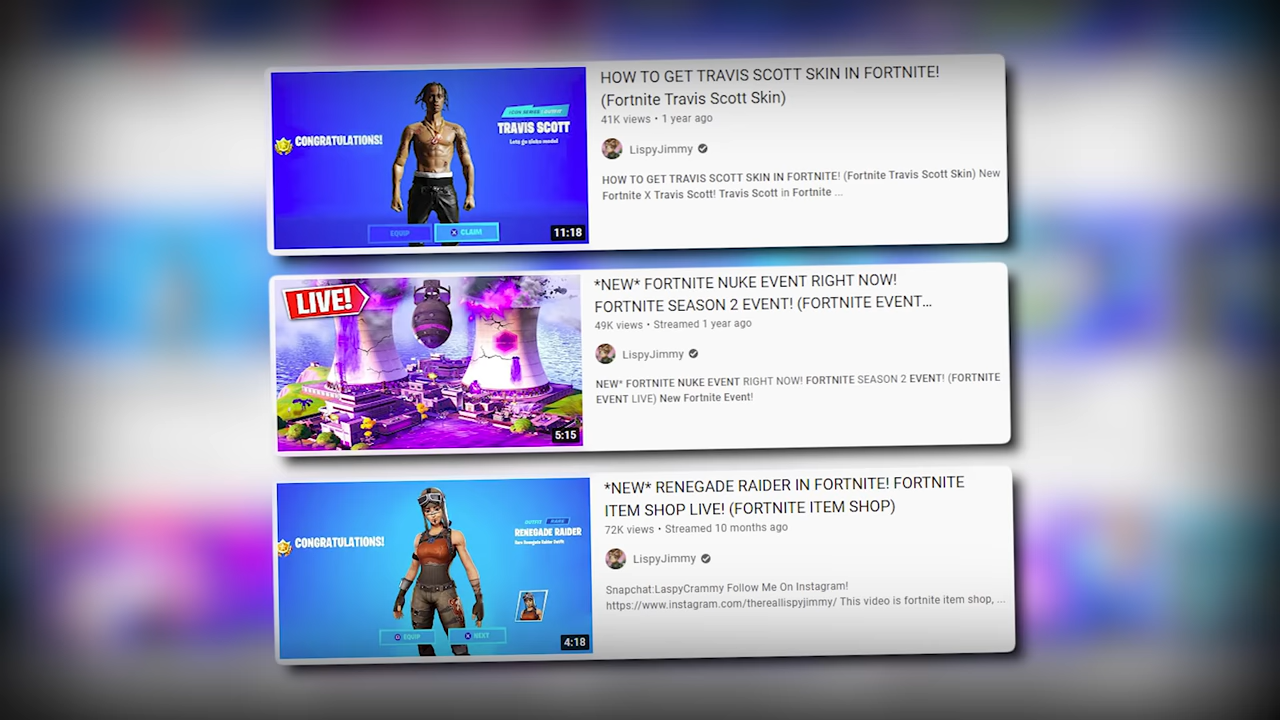 CONGRATULATIONS!
ICON SERIES OUTFIT
TRAVIS SCOTT
EQUIP
CLAIM
11:18
HOW TO GET TRAVIS SCOTT SKIN IN FORTNITE!
(Fortnite Travis Scott Skin)
41K views • 1 year ago
LispyJimmy
HOW TO GET TRAVIS SCOTT SKIN IN FORTNITE! (Fortnite Travis Scott Skin) New
Fortnite X Travis Scott! Travis Scott in Fortnite ...
LIVE!
5:15
*NEW* FORTNITE NUKE EVENT RIGHT NOW!
FORTNITE SEASON 2 EVENT! (FORTNITE EVENT...
49K views • Streamed 1 year ago
LispyJimmy
NEW* FORTNITE NUKE EVENT RIGHT NOW! FORTNITE SEASON 2 EVENT! (FORTNITE
EVENT LIVE) New Fortnite Event!
CONGRATULATIONS!
OUTFIT RARE
RENEGADE RAIDER
EQUIP
NEXT
4:18
*NEW* RENEGADE RAIDER IN FORTNITE! FORTNITE
ITEM SHOP LIVE! (FORTNITE ITEM SHOP)
72K views • Streamed 10 months ago
LispyJimmy
Snapchat:LaspyCrammy Follow Me On Instagram!
https://www.instagram.com/thereallispyjimmy/ This video is fortnite item shop, ...